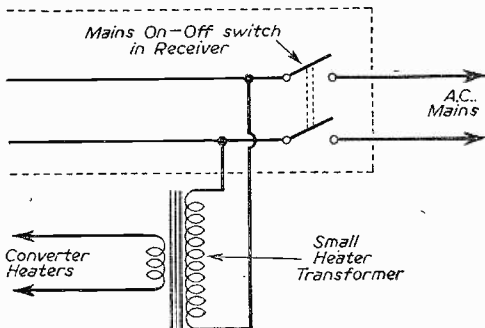 Mains On-Off switch
in Receiver
A.C.
Mains
Converter
Heaters
Small
Heater
Transformer